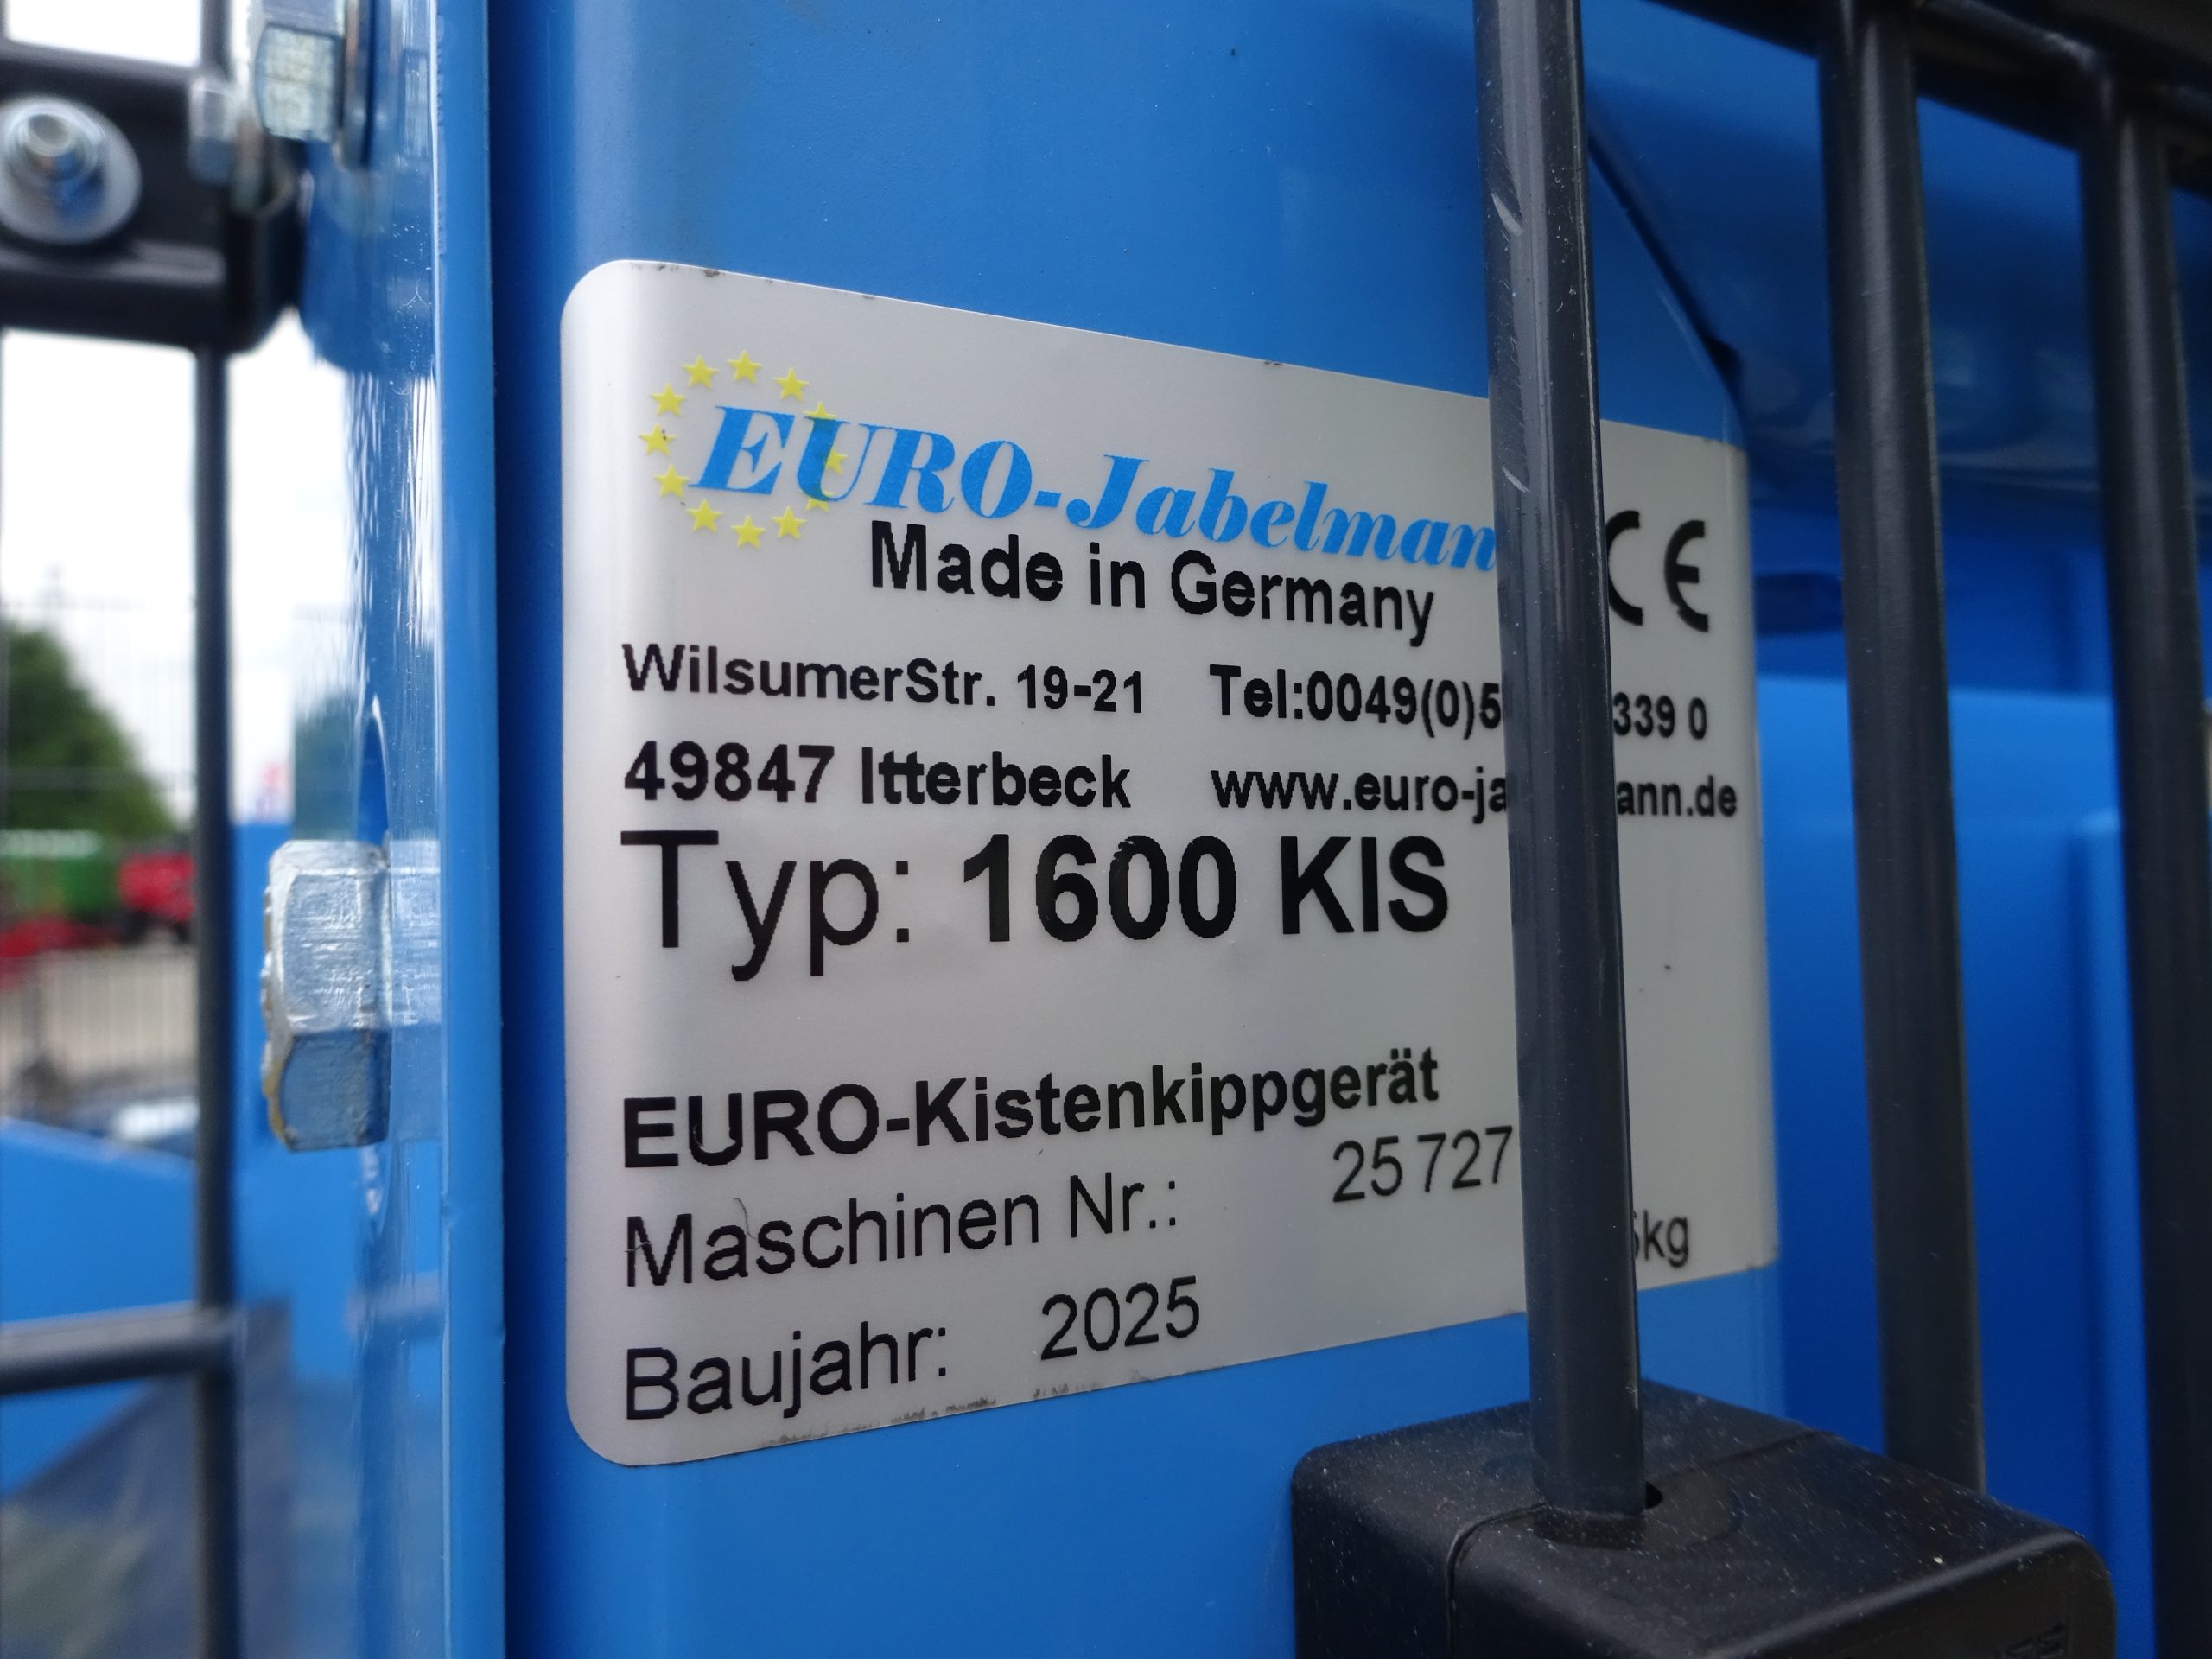 EURO-Jabelman
CE
Made in Germany
WilsumerStr. 19-21 Tel:0049(0)5 339 0
49847 Itterbeck www.euro-ja ann.de
Typ: 1600 KIS
EURO-Kistenkippgerät
Maschinen Nr.: 25727
kg
Baujahr: 2025